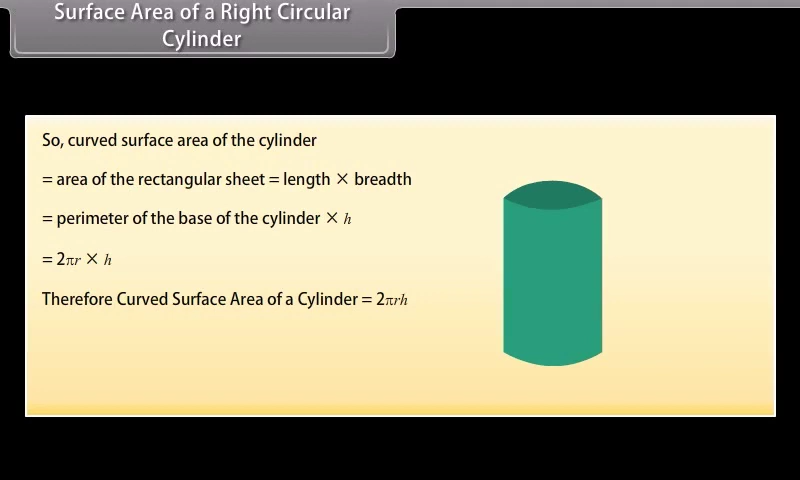 Surface Area of a Right Circular
Cylinder
So, curved surface area of the cylinder
= area of the rectangular sheet = length × breadth
= perimeter of the base of the cylinder × h
= 2πr × h
Therefore Curved Surface Area of a Cylinder = 2πrh